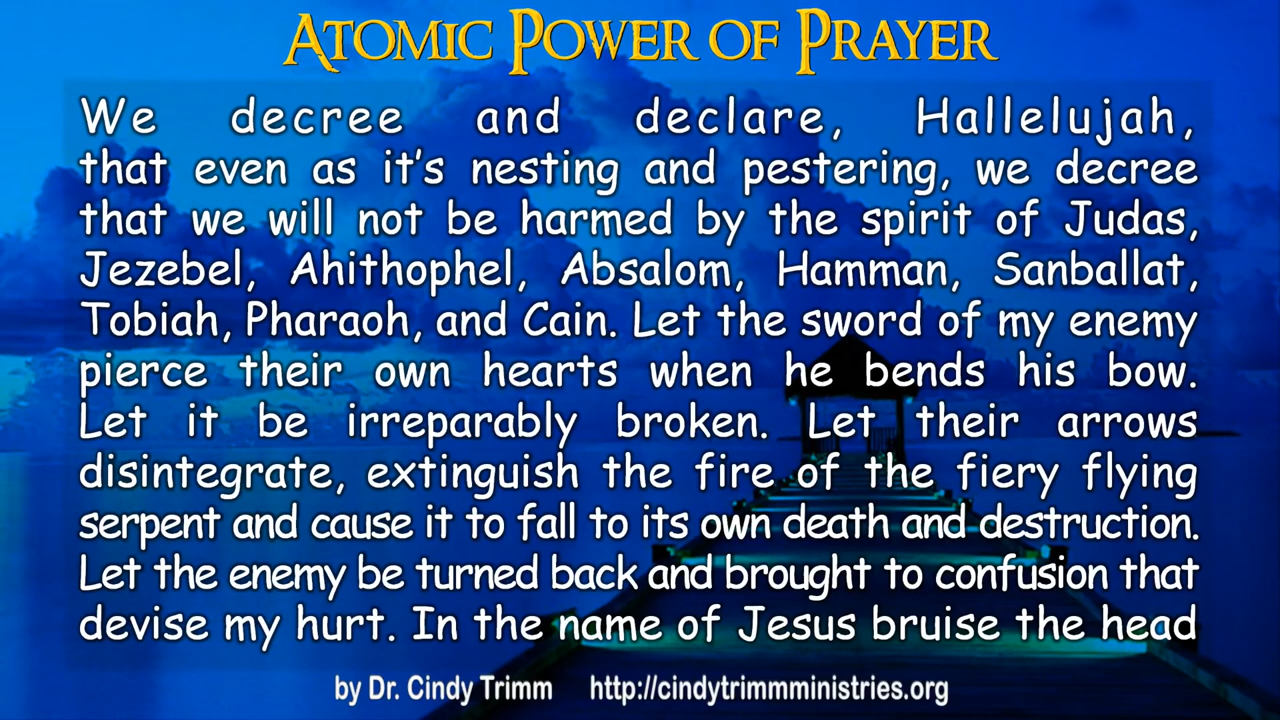 ATOMIC POWER OF PRAYER
We decree and declare, Hallelujah,
that even as it's nesting and pestering, we decree
that we will not be harmed by the spirit of Judas,
Jezebel, Ahithophel, Absalom, Hamman, Sanballat,
Tobiah, Pharaoh, and Cain. Let the sword of my enemy
pierce their own hearts when he bends his bow.
Let it be irreparably broken. Let their arrows
disintegrate, extinguish the fire of the fiery flying
serpent and cause it to fall to its own death and destruction.
Let the enemy be turned back and brought to confusion that
devise my hurt. In the name of Jesus bruise the head
by Dr. Cindy Trimm http://cindytrimmministries.org